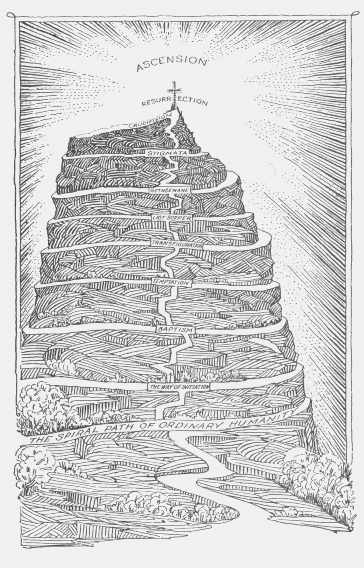 ASCENSION
RESURRECTION
STIGMATA
GETHSEMANE
LAST SUPPER
TRANSFIGURATION
TEMPTATION
BAPTISM
THE WAY OF INITIATION
THE SPIRAL PATH OF ORDINARY HUMANITY